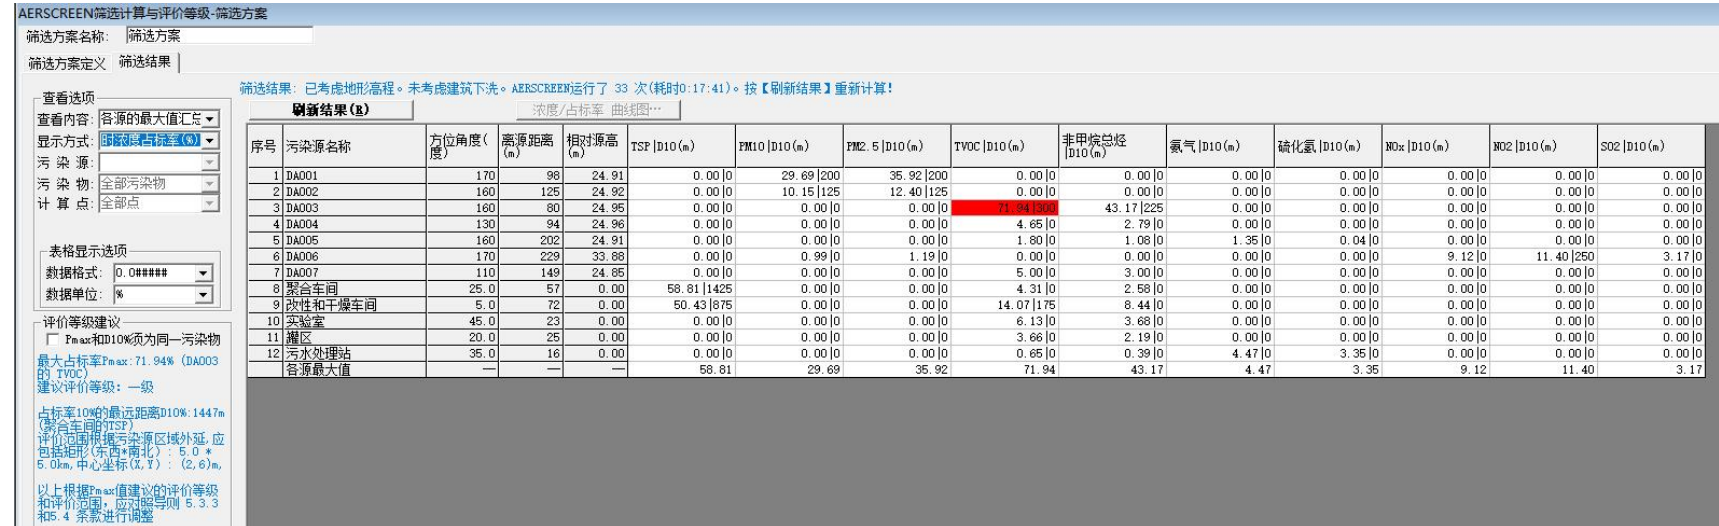 AERSCREEN筛选计算与评价等级-筛选方案
筛选方案名称: 筛选方案
筛选方案定义 筛选结果
筛选结果: 已考虑地形高程。未考虑建筑下洗。AERSCREEN运行了 33 次(耗时0:17:41)。按【刷新结果】重新计算!
刷新结果(R) 浓度/占标率 曲线图…
查看选项
查看内容: 各源的最大值汇总
显示方式: 时浓度占标率(%)
污 染 源:
污 染 物: 全部污染物
计 算 点: 全部点
表格显示选项
数据格式: 0.0#####
数据单位: %
评价等级建议
Pmax和D10%须为同一污染物
最大占标率Pmax:71.94% (DA003
的 TVOC)
建议评价等级: 一级
占标率10%的最远距离D10%:1447m
(聚合车间的TSP)
评价范围根据污染源区域外延,应
包括矩形(东西*南北): 5.0 *
5.0km,中心坐标(X,Y): (2,6)m,
以上根据Pmax值建议的评价等级
和评价范围, 应对照导则 5.3.3
和5.4 条款进行调整
序号 污染源名称 方位角度(度) 离源距离(m) 相对源高(m) TSP|D10(m) PM10|D10(m) PM2.5|D10(m) TVOC|D10(m) 非甲烷总烃|D10(m) 氨气|D10(m) 硫化氢|D10(m) NOx|D10(m) NO2|D10(m) SO2|D10(m)
1 DA001 170 98 24.91 0.00|0 29.69|200 35.92|200 0.00|0 0.00|0 0.00|0 0.00|0 0.00|0 0.00|0 0.00|0
2 DA002 160 125 24.92 0.00|0 10.15|125 12.40|125 0.00|0 0.00|0 0.00|0 0.00|0 0.00|0 0.00|0 0.00|0
3 DA003 160 80 24.95 0.00|0 0.00|0 0.00|0 71.94|300 43.17|225 0.00|0 0.00|0 0.00|0 0.00|0 0.00|0
4 DA004 130 94 24.96 0.00|0 0.00|0 0.00|0 4.65|0 2.79|0 0.00|0 0.00|0 0.00|0 0.00|0 0.00|0
5 DA005 160 202 24.91 0.00|0 0.00|0 0.00|0 1.80|0 1.08|0 1.35|0 0.04|0 0.00|0 0.00|0 0.00|0
6 DA006 170 229 33.88 0.00|0 0.99|0 1.19|0 0.00|0 0.00|0 0.00|0 0.00|0 9.12|0 11.40|250 3.17|0
7 DA007 110 149 24.85 0.00|0 0.00|0 0.00|0 5.00|0 3.00|0 0.00|0 0.00|0 0.00|0 0.00|0 0.00|0
8 聚合车间 25.0 57 0.00 58.81|1425 0.00|0 0.00|0 4.31|0 2.58|0 0.00|0 0.00|0 0.00|0 0.00|0 0.00|0
9 改性和干燥车间 5.0 72 0.00 50.43|875 0.00|0 0.00|0 14.07|175 8.44|0 0.00|0 0.00|0 0.00|0 0.00|0 0.00|0
10 实验室 45.0 23 0.00 0.00|0 0.00|0 0.00|0 6.13|0 3.68|0 0.00|0 0.00|0 0.00|0 0.00|0 0.00|0
11 罐区 20.0 25 0.00 0.00|0 0.00|0 0.00|0 3.66|0 2.19|0 0.00|0 0.00|0 0.00|0 0.00|0 0.00|0
12 污水处理站 35.0 16 0.00 0.00|0 0.00|0 0.00|0 0.65|0 0.39|0 4.47|0 3.35|0 0.00|0 0.00|0 0.00|0
各源最大值 — — — 58.81 29.69 35.92 71.94 43.17 4.47 3.35 9.12 11.40 3.17